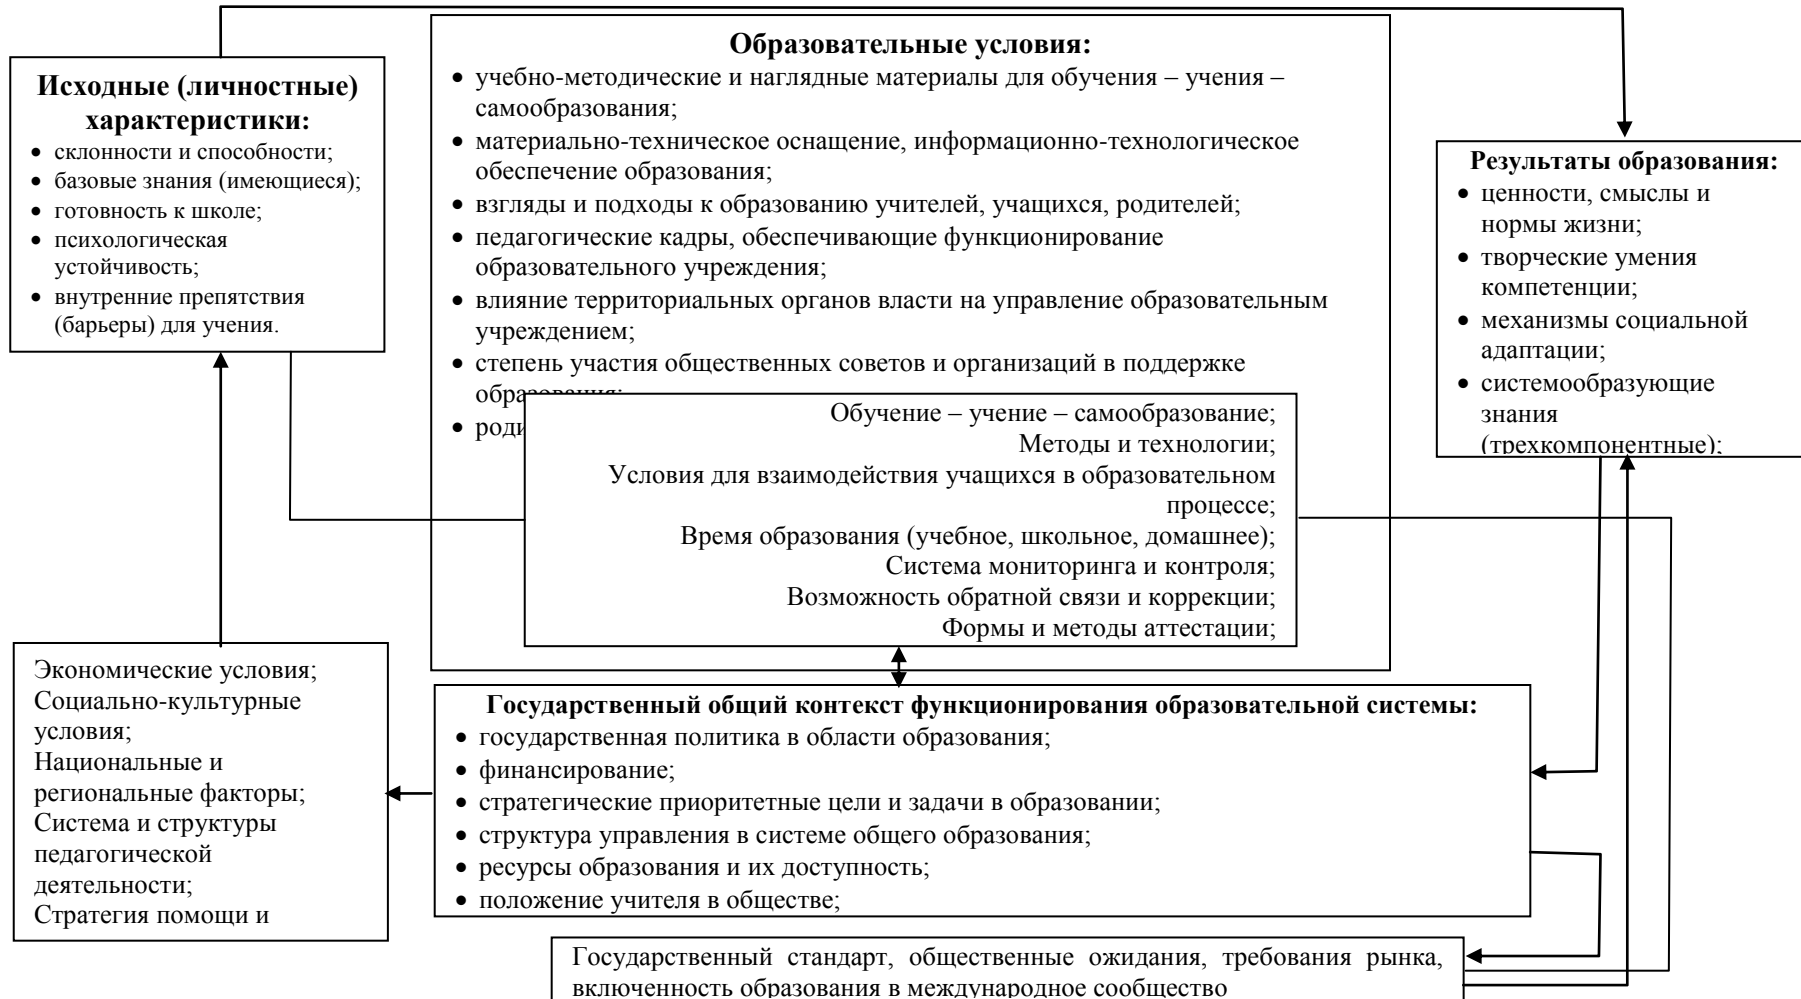 Исходные (личностные)
характеристики:
• склонности и способности;
• базовые знания (имеющиеся);
• готовность к школе;
• психологическая
устойчивость;
• внутренние препятствия
(барьеры) для учения.
Образовательные условия:
• учебно-методические и наглядные материалы для обучения – учения –
самообразования;
• материально-техническое оснащение, информационно-технологическое
обеспечение образования;
• взгляды и подходы к образованию учителей, учащихся, родителей;
• педагогические кадры, обеспечивающие функционирование
образовательного учреждения;
• влияние территориальных органов власти на управление образовательным
учреждением;
• степень участия общественных советов и организаций в поддержке
образования;
•
Обучение – учение – самообразование;
Методы и технологии;
Условия для взаимодействия учащихся в образовательном
процессе;
Время образования (учебное, школьное, домашнее);
Система мониторинга и контроля;
Возможность обратной связи и коррекции;
Формы и методы аттестации;
Результаты образования:
• ценности, смыслы и
нормы жизни;
• творческие умения
компетенции;
• механизмы социальной
адаптации;
• системообразующие
знания
(трехкомпонентные);
Экономические условия;
Социально-культурные
условия;
Национальные и
региональные факторы;
Система и структуры
педагогической
деятельности;
Стратегия помощи и
Государственный общий контекст функционирования образовательной системы:
• государственная политика в области образования;
• финансирование;
• стратегические приоритетные цели и задачи в образовании;
• структура управления в системе общего образования;
• ресурсы образования и их доступность;
• положение учителя в обществе;
Государственный стандарт, общественные ожидания, требования рынка,
включенность образования в международное сообщество